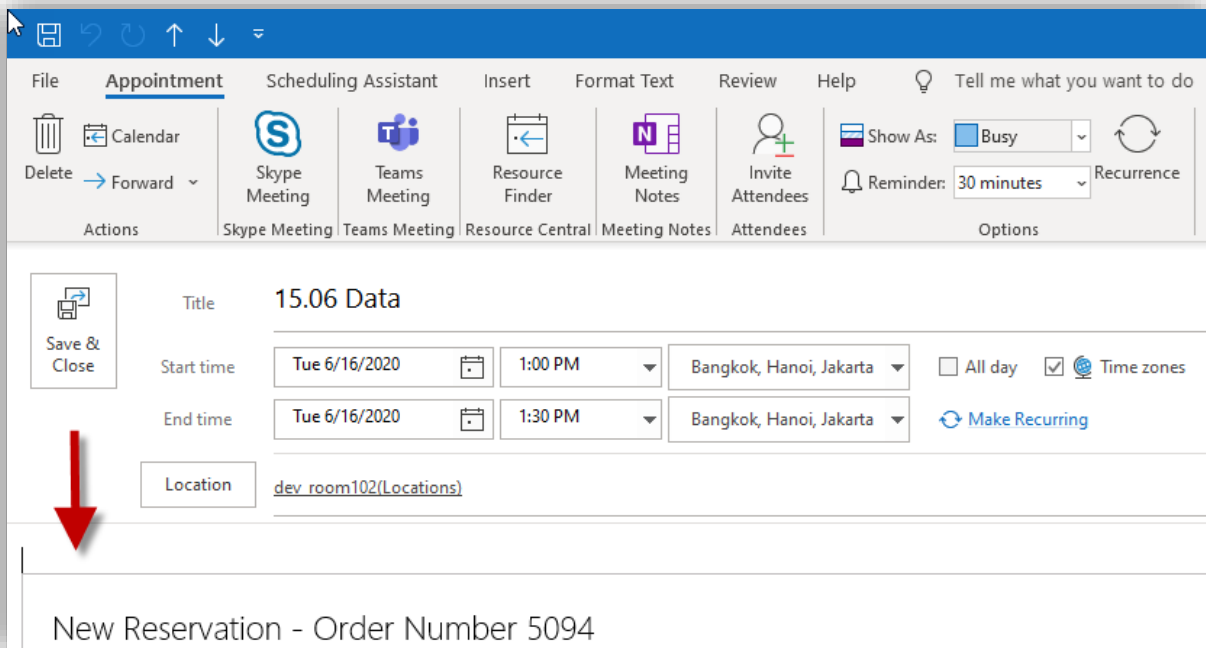 File Appointment Scheduling Assistant Insert Format Text Review Help Tell me what you want to do
Delete
Calendar
Forward
Actions
Skype
Meeting
Skype Meeting
Teams
Meeting
Teams Meeting
Resource
Finder
Resource Central
N
Meeting
Notes
Meeting Notes
Invite
Attendees
Attendees
Show As: Busy
Reminder: 30 minutes
Recurrence
Options
Save &
Close
Title 15.06 Data
Start time Tue 6/16/2020 1:00 PM Bangkok, Hanoi, Jakarta All day Time zones
End time Tue 6/16/2020 1:30 PM Bangkok, Hanoi, Jakarta Make Recurring
Location dev_room102(Locations)
New Reservation - Order Number 5094